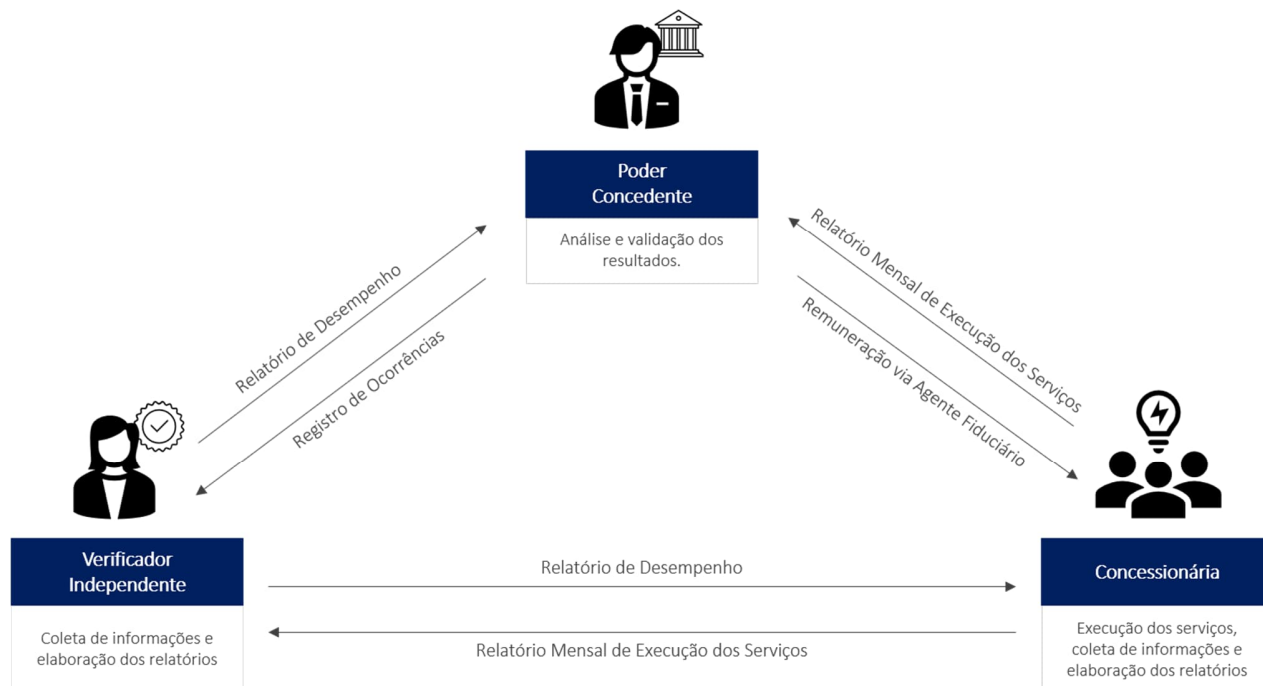 Poder
Concedente
Análise e validação dos
resultados.
Relatório de Desempenho
Registro de Ocorrências
Relatório Mensal de Execução dos Serviços
Remuneração via Agente Fiduciário
Verificador
Independente
Coleta de informações e
elaboração dos relatórios
Relatório de Desempenho
Relatório Mensal de Execução dos Serviços
Concessionária
Execução dos serviços,
coleta de informações e
elaboração dos relatórios